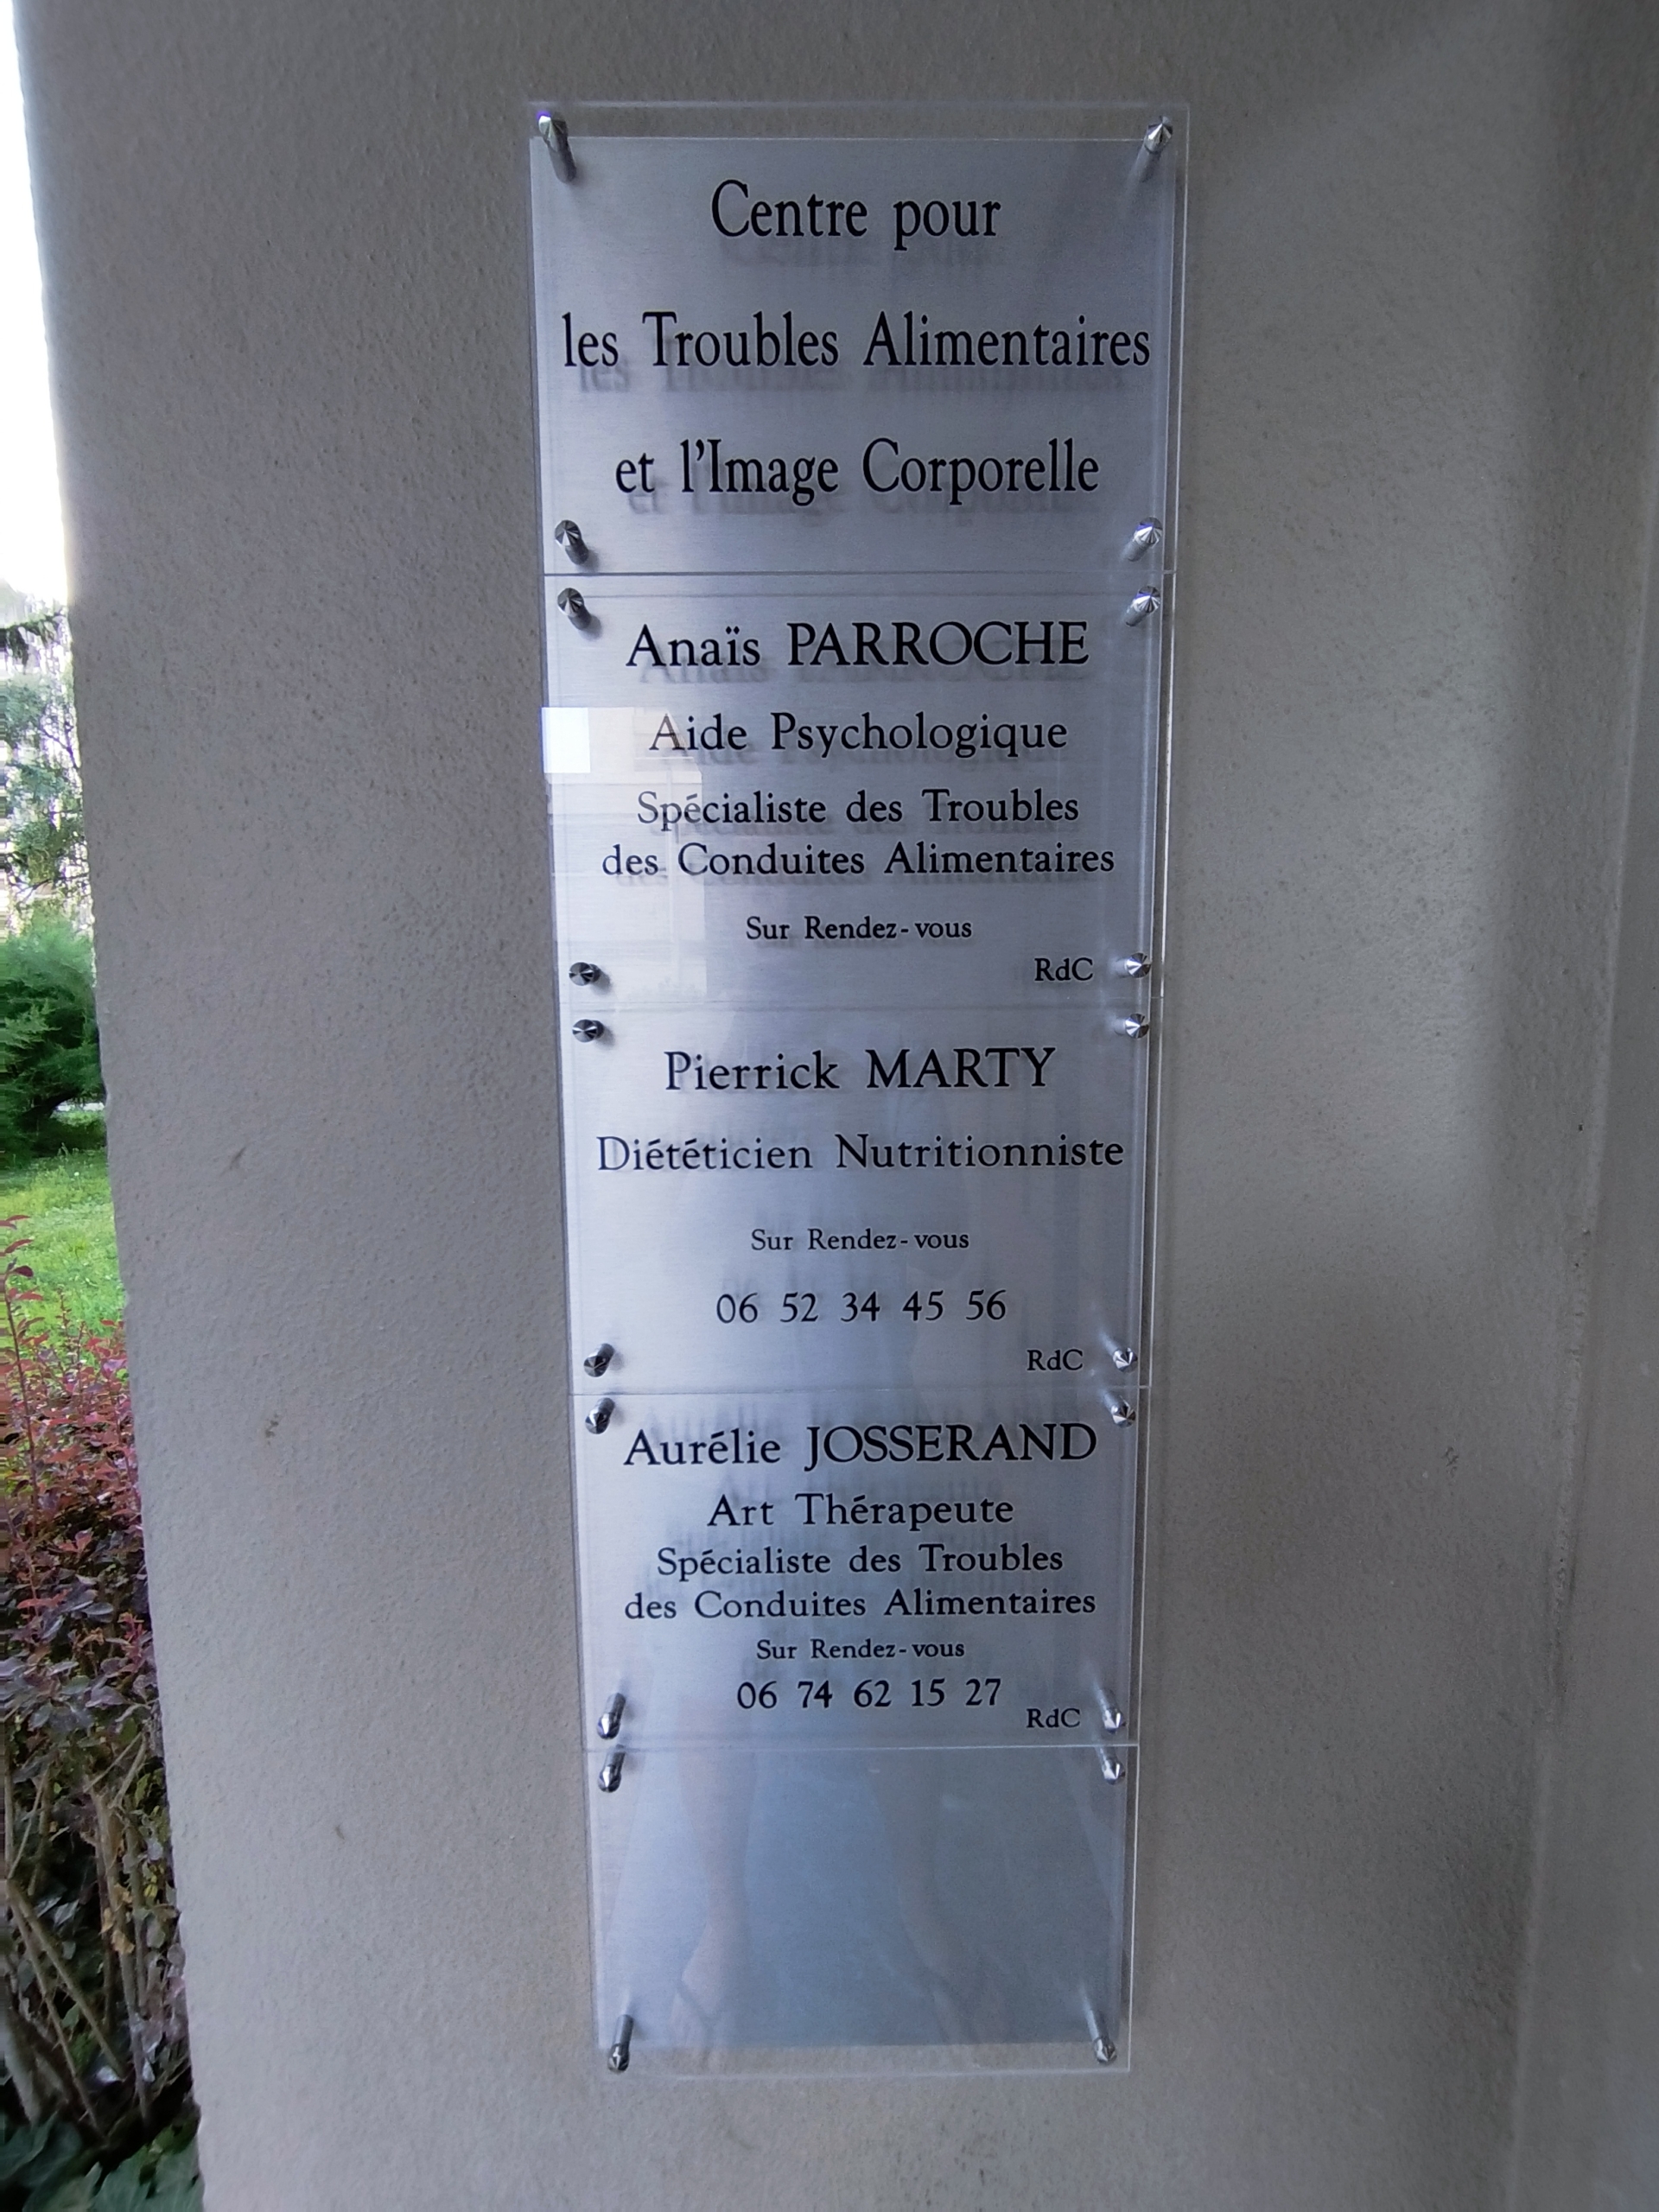 Centre pour
les Troubles Alimentaires
et l'Image Corporelle
Anaïs PARROCHE
Aide Psychologique
Spécialiste des Troubles
des Conduites Alimentaires
Sur Rendez-vous
RdC
Pierrick MARTY
Diététicien Nutritionniste
Sur Rendez-vous
06 52 34 45 56
RdC
Aurélie JOSSERAND
Art Thérapeute
Spécialiste des Troubles
des Conduites Alimentaires
Sur Rendez-vous
06 74 62 15 27
RdC